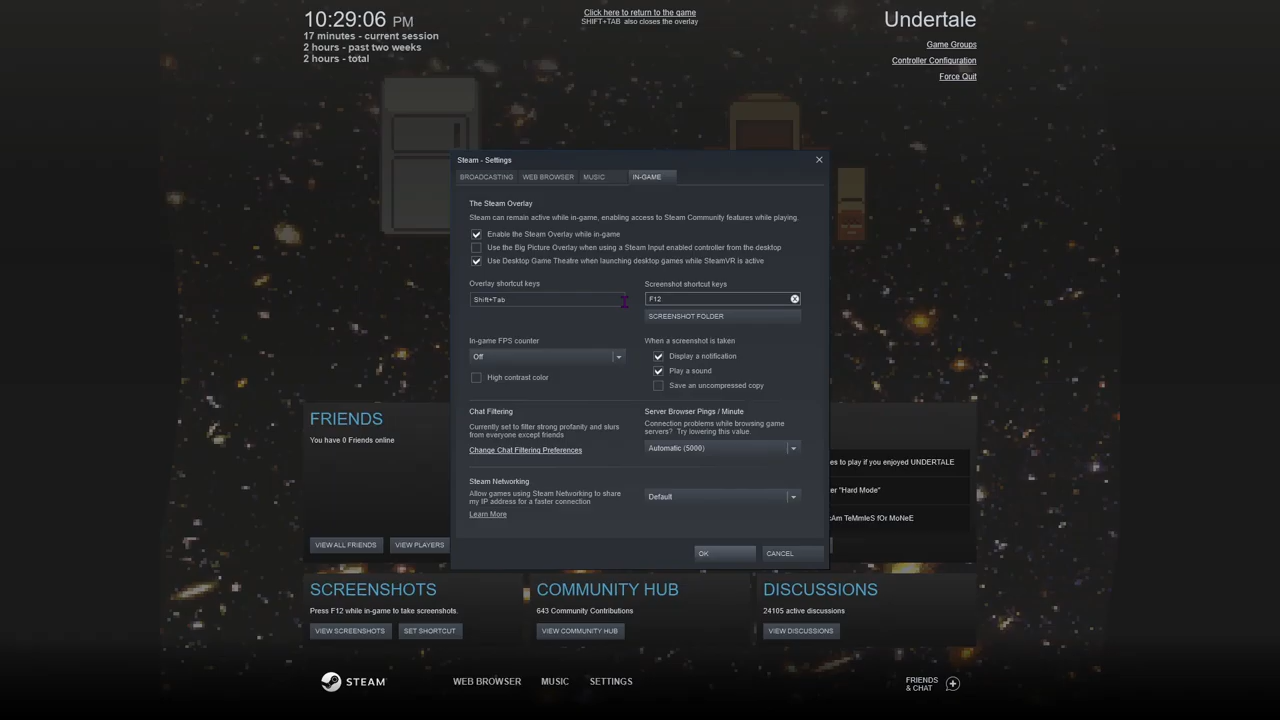 10:29:06 PM
17 minutes - current session
2 hours - past two weeks
2 hours - total
Click here to return to the game
SHIFT+TAB also closes the overlay
Undertale
Game Groups
Controller Configuration
Force Quit
Steam - Settings
BROADCASTING
WEB BROWSER
MUSIC
IN-GAME
The Steam Overlay
Steam can remain active while in-game, enabling access to Steam Community features while playing.
Enable the Steam Overlay while in-game
Use the Big Picture Overlay when using a Steam Input enabled controller from the desktop
Use Desktop Game Theatre when launching desktop games while SteamVR is active
Overlay shortcut keys
Shift+Tab
Screenshot shortcut keys
F12
SCREENSHOT FOLDER
In-game FPS counter
Off
High contrast color
When a screenshot is taken
Display a notification
Play a sound
Save an uncompressed copy
Chat Filtering
Currently set to filter strong profanity and slurs
from everyone except friends
Change Chat Filtering Preferences
Server Browser Pings / Minute
Connection problems while browsing game
servers? Try lowering this value.
Automatic (5000)
Steam Networking
Allow games using Steam Networking to share
my IP address for a faster connection
Learn More
Default
OK
CANCEL
FRIENDS
You have 0 Friends online
VIEW ALL FRIENDS
VIEW PLAYERS
es to play if you enjoyed UNDERTALE
er "Hard Mode"
cAm TeMmleS fOr MoNeE
SCREENSHOTS
Press F12 while in-game to take screenshots.
VIEW SCREENSHOTS
SET SHORTCUT
COMMUNITY HUB
643 Community Contributions
VIEW COMMUNITY HUB
DISCUSSIONS
24105 active discussions
VIEW DISCUSSIONS
STEAM
WEB BROWSER
MUSIC
SETTINGS
FRIENDS
& CHAT